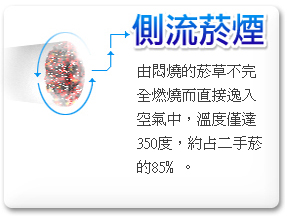 側流菸煙
由悶燒的菸草不完
全燃燒而直接逸入
空氣中，溫度僅達
350度，約占二手菸
的85% 。